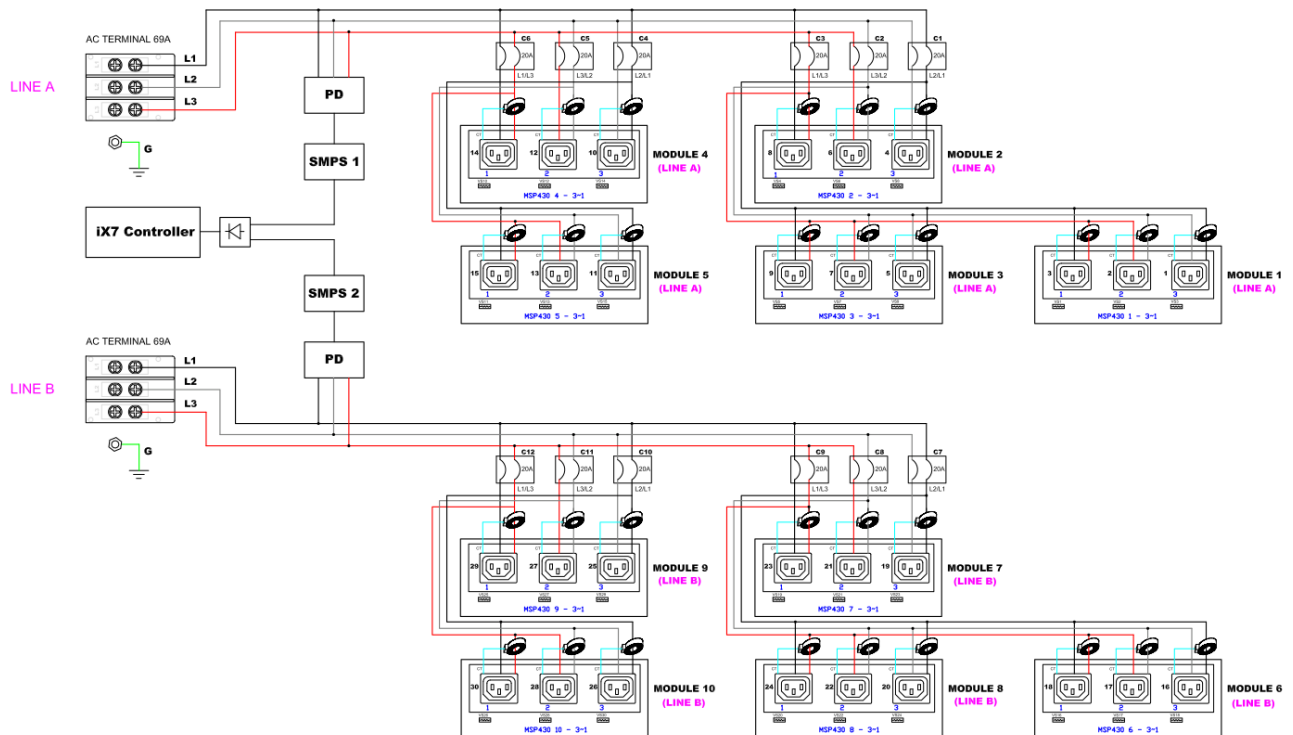 AC TERMINAL 69A
LINE A
L1
L2
L3
G
PD
SMPS 1
iX7 Controller
SMPS 2
PD
C6
C5
C4
C3
C2
C1
20A
20A
20A
20A
20A
20A
L1/L3
L3/L2
L2/L1
L1/L3
L3/L2
L2/L1
CT
14
12
10
1
2
3
MSP430 4 - 3-1
MODULE 4
(LINE A)
CT
8
6
4
1
2
3
MSP430 2 - 3-1
MODULE 2
(LINE A)
CT
15
13
11
1
2
3
MSP430 5 - 3-1
MODULE 5
(LINE A)
CT
9
7
5
1
2
3
MSP430 3 - 3-1
MODULE 3
(LINE A)
CT
3
2
1
1
2
3
MSP430 1 - 3-1
MODULE 1
(LINE A)
AC TERMINAL 69A
LINE B
L1
L2
L3
G
C12
C11
C10
C9
C8
C7
20A
20A
20A
20A
20A
20A
L1/L3
L3/L2
L2/L1
L1/L3
L3/L2
L2/L1
CT
29
27
25
1
2
3
MSP430 9 - 3-1
MODULE 9
(LINE B)
CT
23
21
19
1
2
3
MSP430 7 - 3-1
MODULE 7
(LINE B)
CT
30
28
26
1
2
3
MSP430 10 - 3-1
MODULE 10
(LINE B)
CT
24
22
20
1
2
3
MSP430 8 - 3-1
MODULE 8
(LINE B)
CT
18
17
16
1
2
3
MSP430 6 - 3-1
MODULE 6
(LINE B)